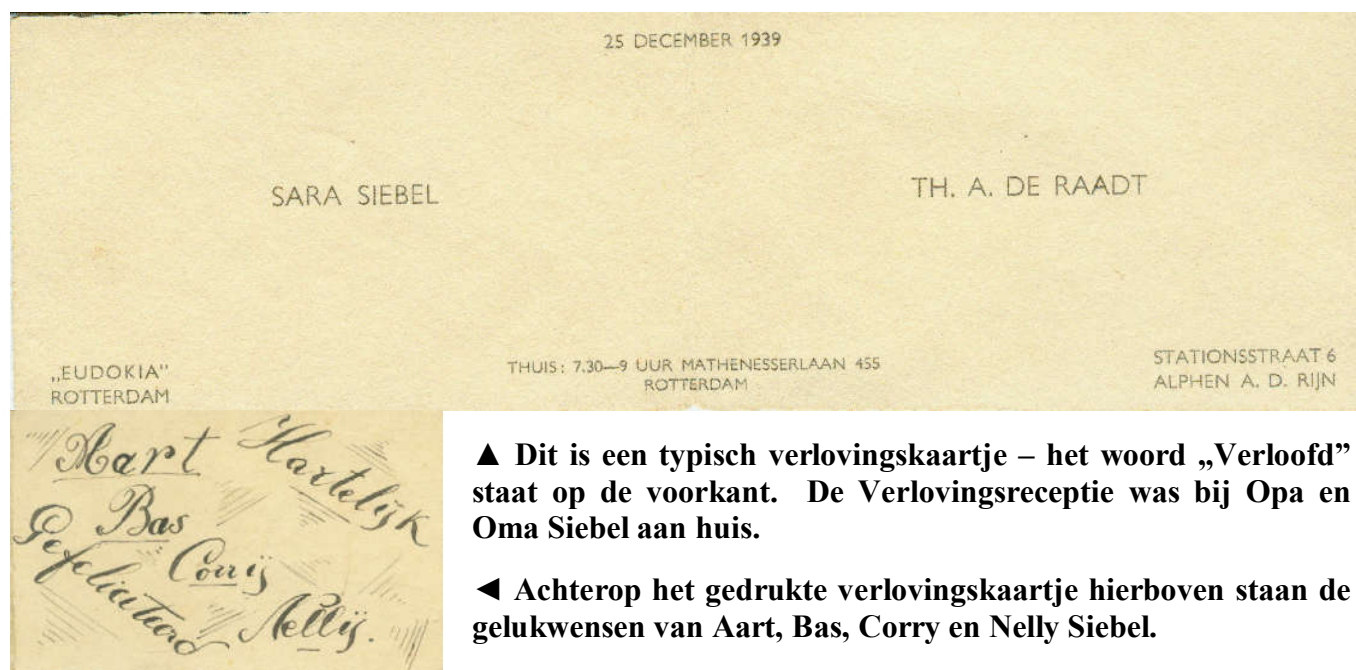 25 DECEMBER 1939
SARA SIEBEL
TH. A. DE RAADT
„EUDOKIA"
ROTTERDAM
THUIS: 7.30—9 UUR MATHENESSERLAAN 455
ROTTERDAM
STATIONSSTRAAT 6
ALPHEN A. D. RIJN
Aart Hartelijk
Bas
Gefeliciteerd
Corrij
Nellij.
▲ Dit is een typisch verlovingskaartje – het woord „Verloofd”
staat op de voorkant. De Verlovingsreceptie was bij Opa en
Oma Siebel aan huis.
◄ Achterop het gedrukte verlovingskaartje hierboven staan de
gelukwensen van Aart, Bas, Corry en Nelly Siebel.